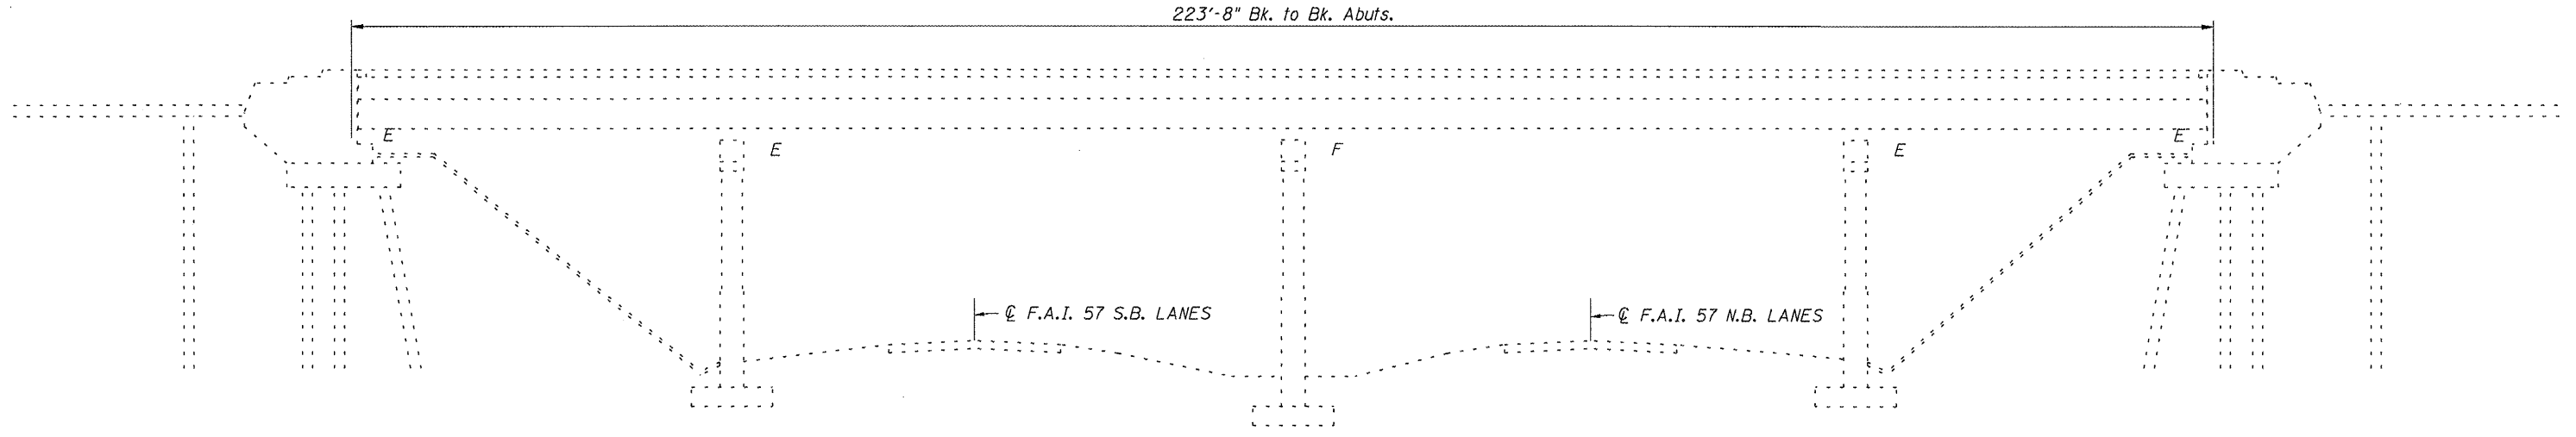 223'-8" Bk. to Bk. Abuts.
E
E
F
E
E
℄ F.A.I. 57 S.B. LANES
℄ F.A.I. 57 N.B. LANES